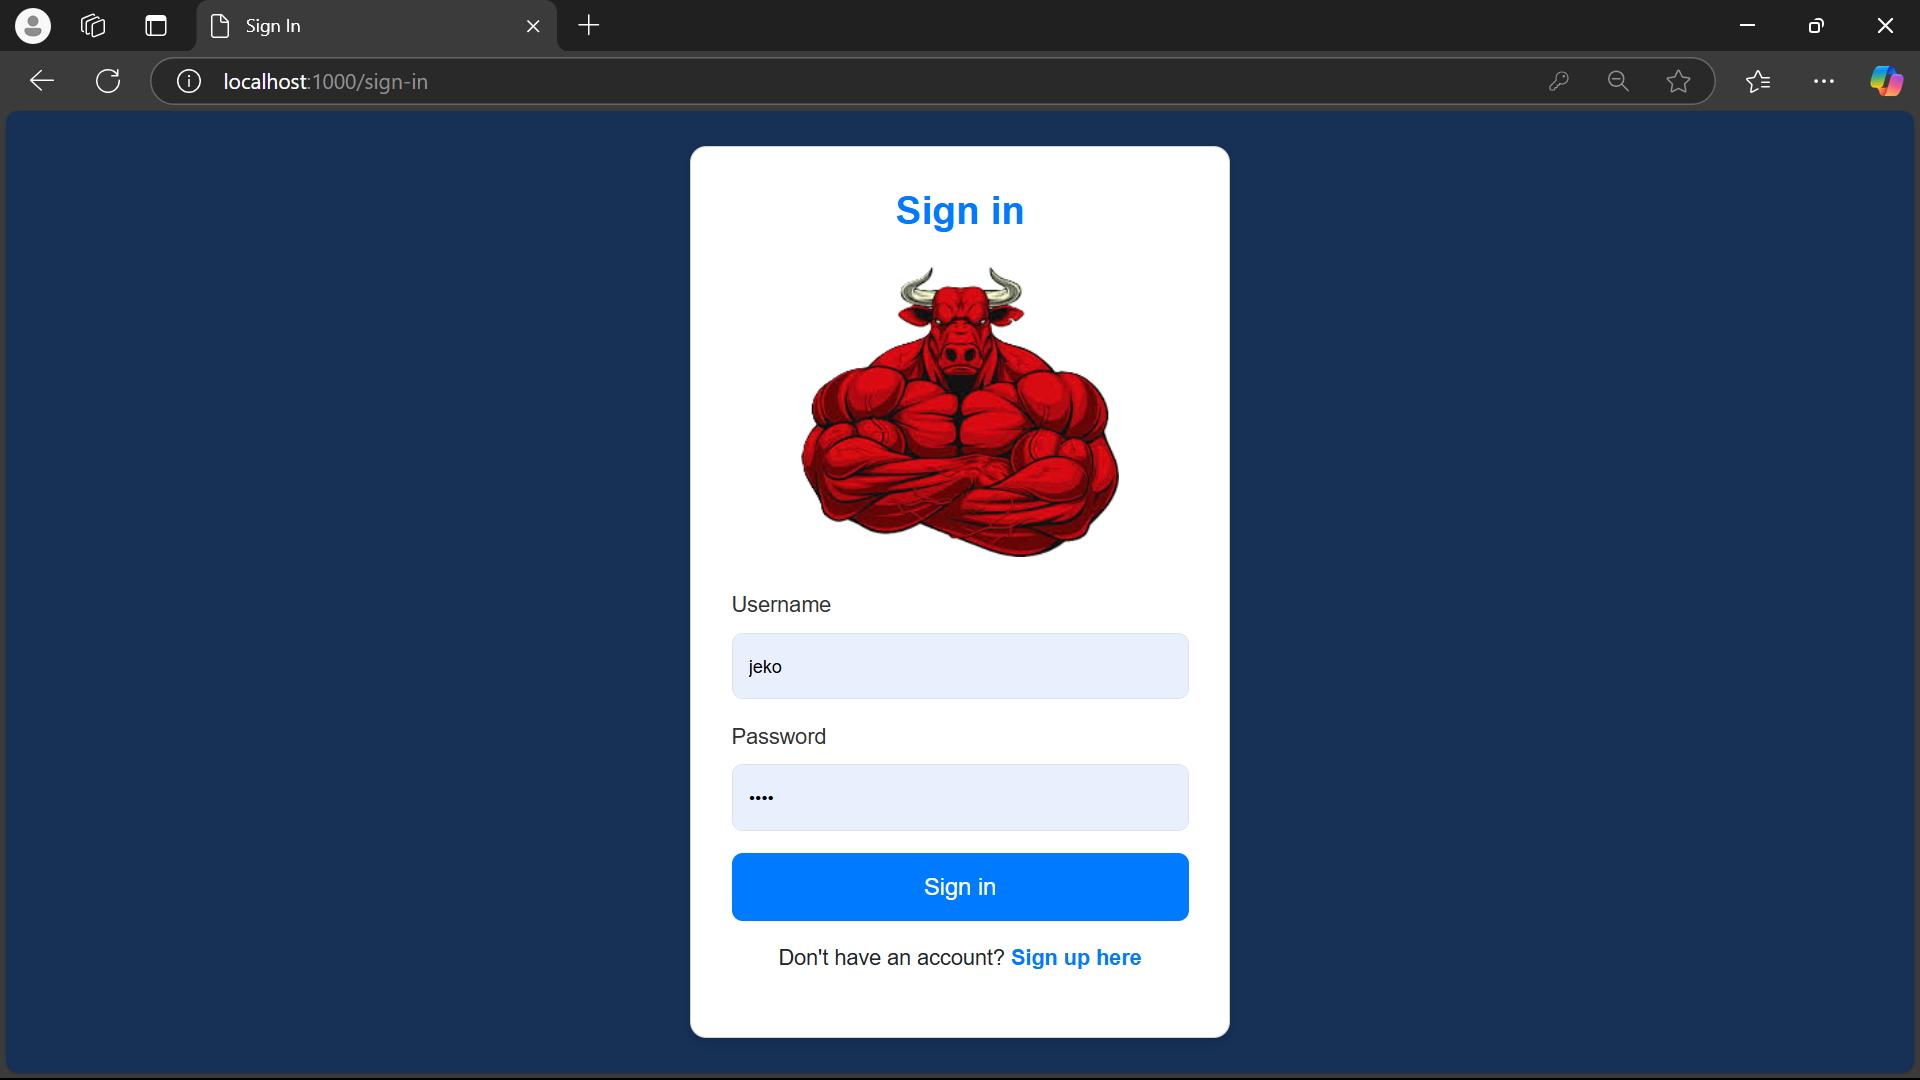 Sign In
localhost:1000/sign-in
Sign in
Username
jeko
Password
••••
Sign in
Don't have an account? Sign up here